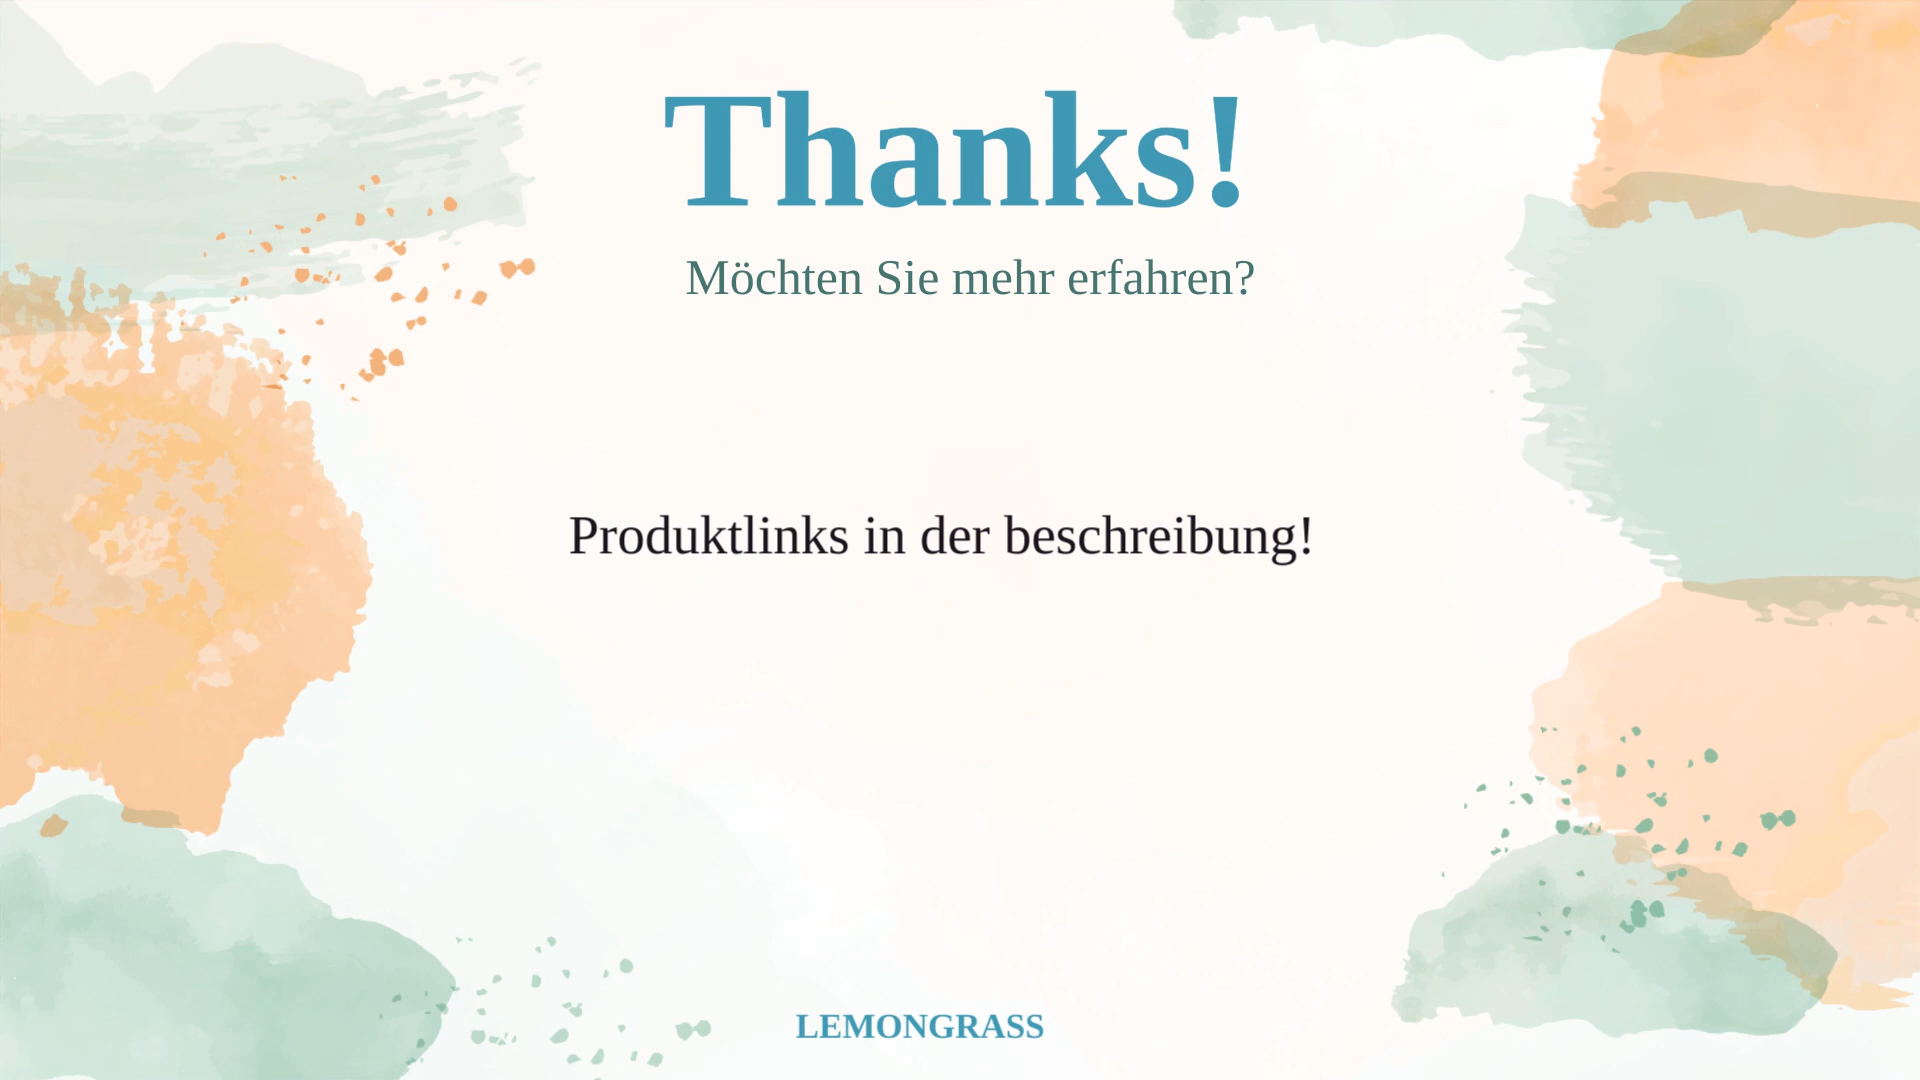 Thanks!
Möchten Sie mehr erfahren?
Produktlinks in der beschreibung!
LEMONGRASS